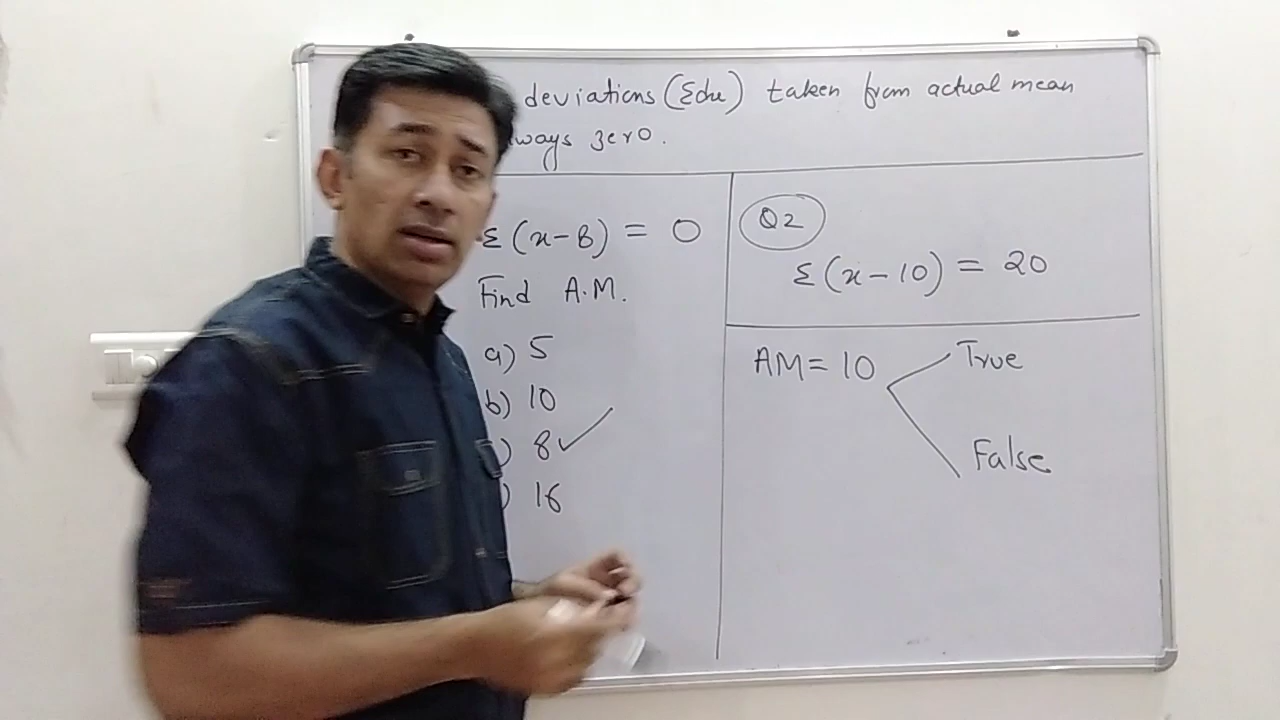 deviations (Σdx) taken from actual mean
ways zero.
Σ(x-8) = 0
Find A.M.
a) 5
b) 10
) 8 ✓
) 16
Q2
Σ(x-10) = 20
AM = 10
True
False